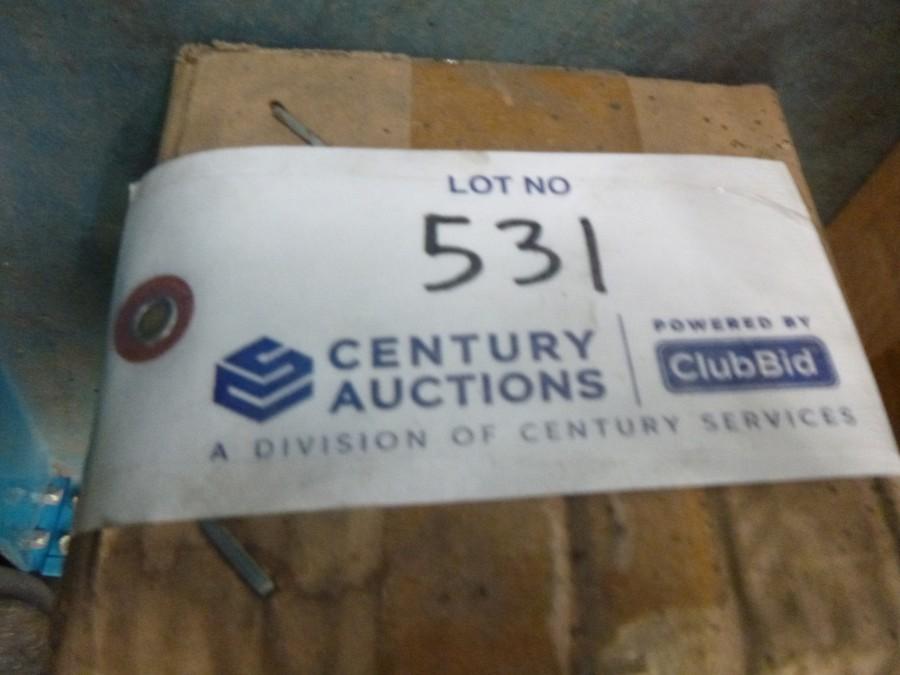 LOT NO
531
CENTURY
AUCTIONS
POWERED BY
ClubBid
A DIVISION OF CENTURY SERVICES